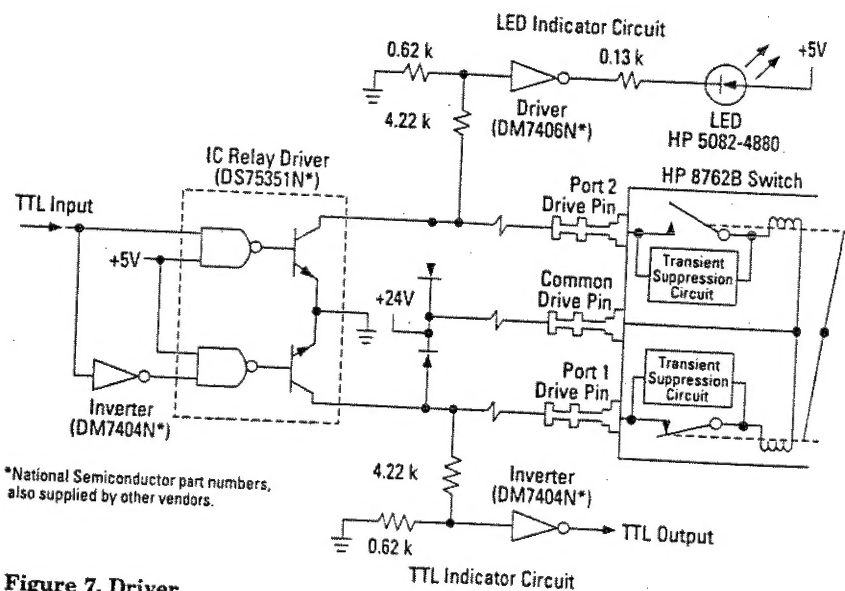 LED Indicator Circuit
0.62 k
0.13 k
+5V
4.22 k
Driver
(DM7406N*)
LED
HP 5082-4880
IC Relay Driver
(DS75351N*)
HP 8762B Switch
TTL Input
Port 2
Drive Pin
+5V
Transient
Suppression
Circuit
+24V
Common
Drive Pin
Transient
Suppression
Circuit
Port 1
Drive Pin
Inverter
(DM7404N*)
4.22 k
Inverter
(DM7404N*)
*National Semiconductor part numbers,
also supplied by other vendors.
TTL Output
0.62 k
TTL Indicator Circuit
Figure 7. Driver